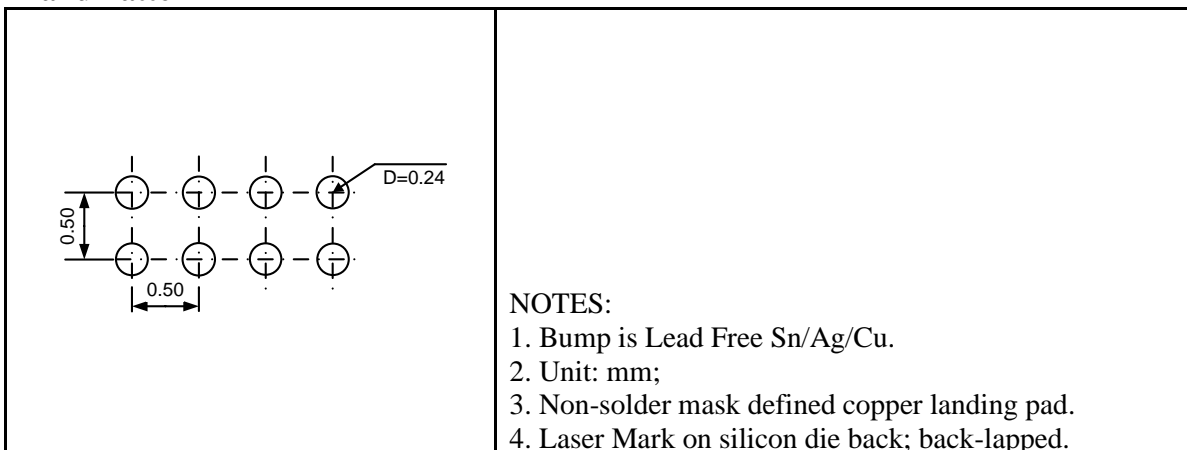 D=0.24
0.50
0.50
NOTES:
1. Bump is Lead Free Sn/Ag/Cu.
2. Unit: mm;
3. Non-solder mask defined copper landing pad.
4. Laser Mark on silicon die back; back-lapped.